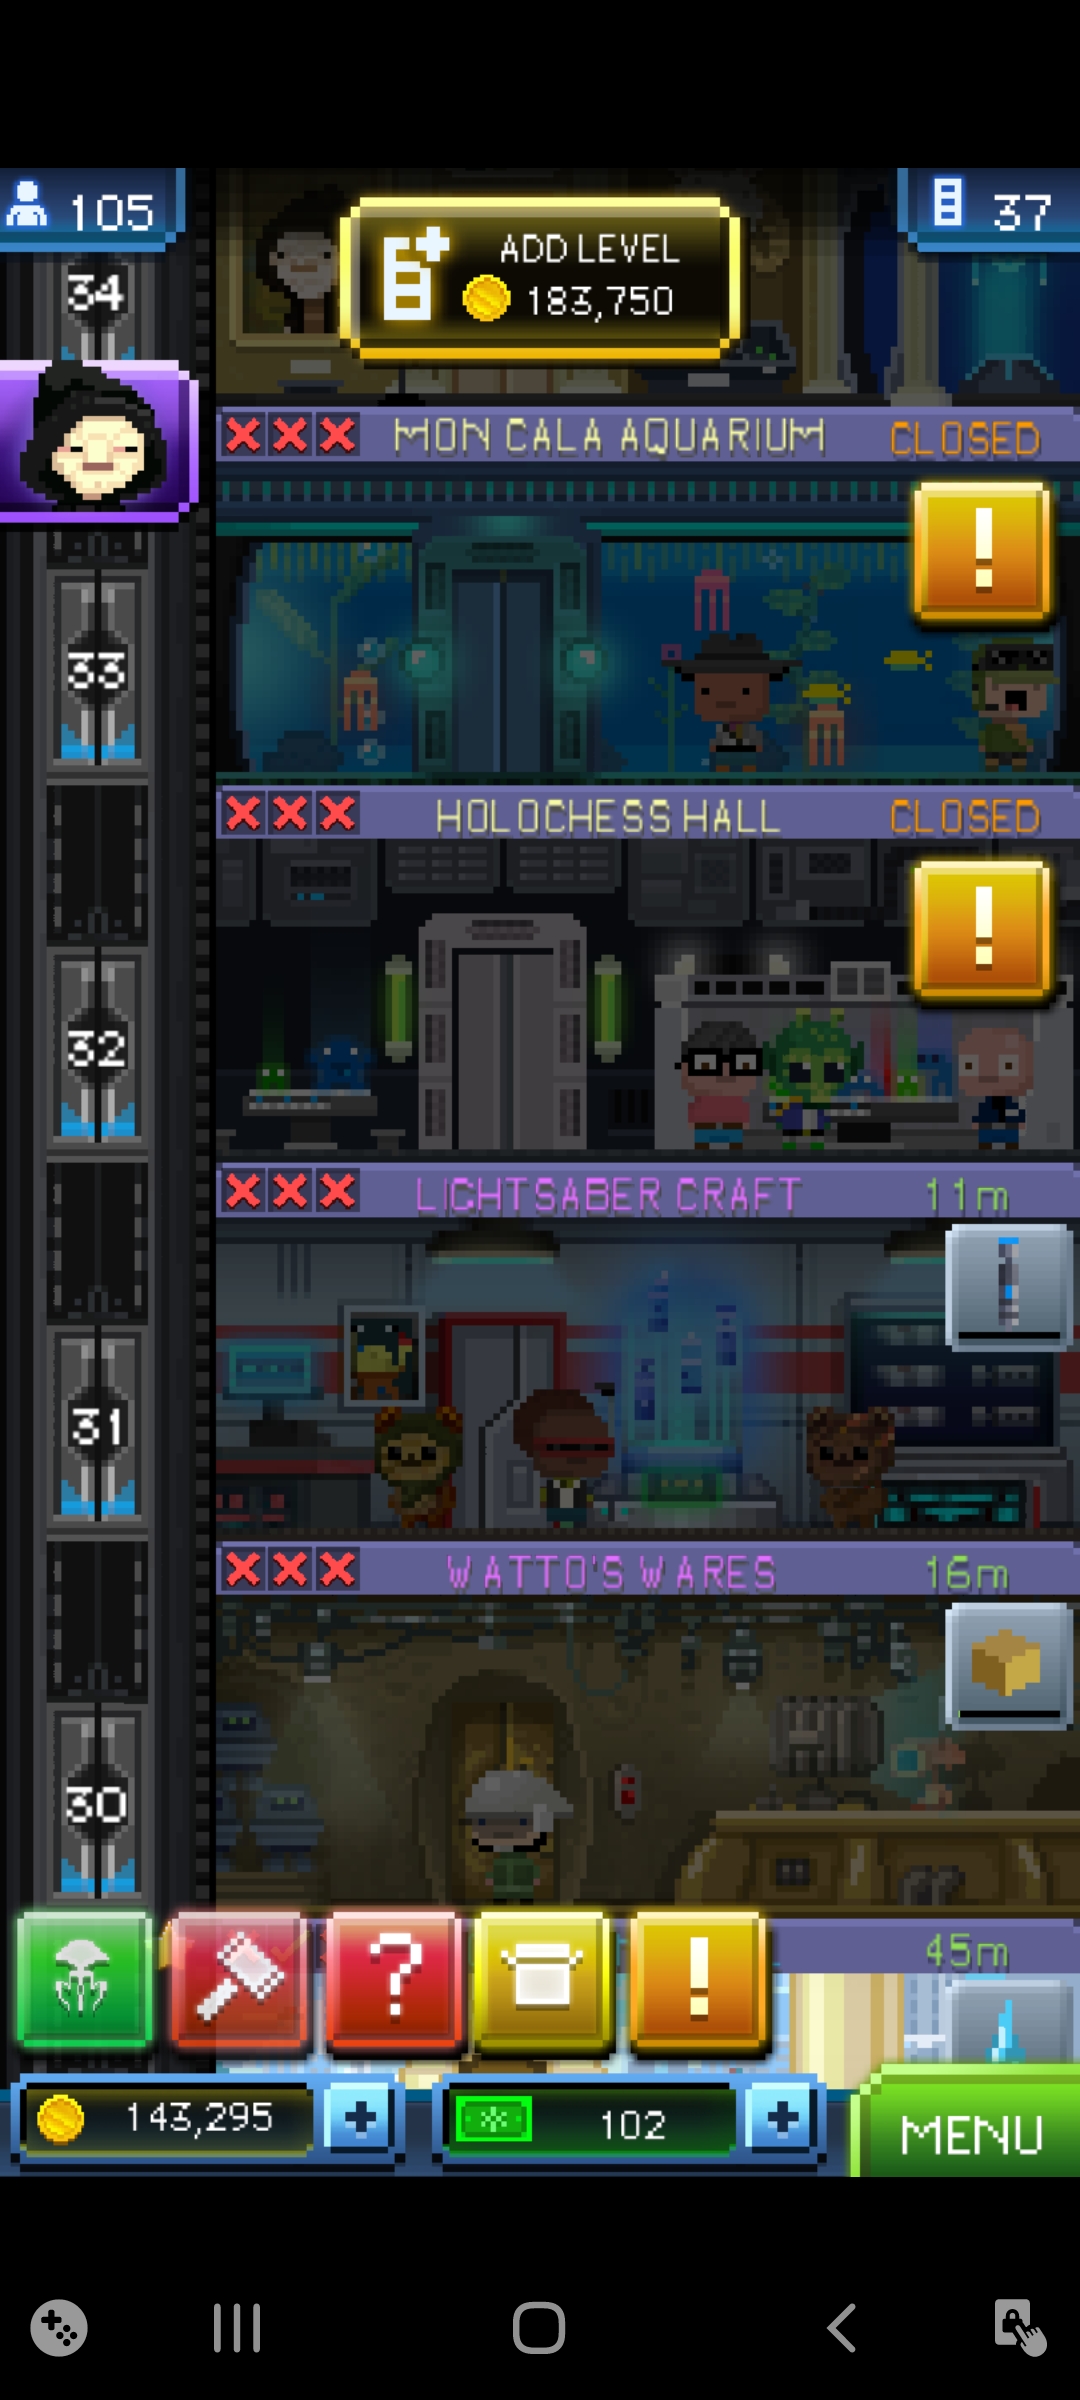 105
ADD LEVEL
183,750
37
34
MON CALA AQUARIUM CLOSED
!
33
HOLOCHESS HALL CLOSED
!
32
LIGHTSABER CRAFT 11m
31
WATTO'S WARES 16m
30
45m
? !
143,295 + 102 + MENU